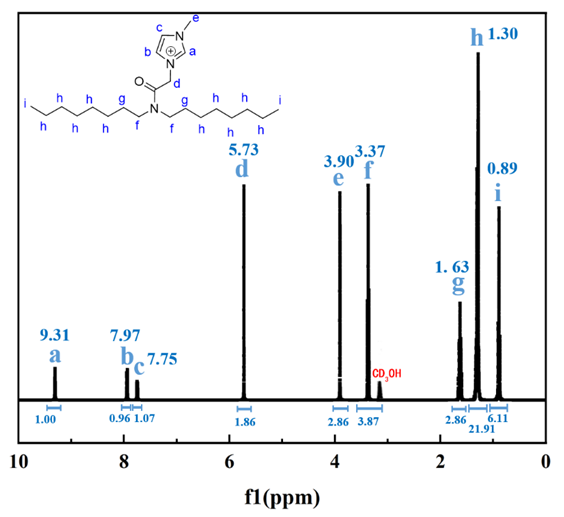 e
c
N
b
+
a
N
O
d
i
h
h
g
N
g
h
h
i
h
h
h
f
f
h
h
h
h 1.30
5.73
d
3.90 3.37
e f
0.89
i
1. 63
g
9.31
a
7.97
b
c 7.75
CD3OH
1.00
0.96 1.07
1.86
2.86 3.87
2.86 6.11
21.91
10 8 6 4 2 0
f1(ppm)